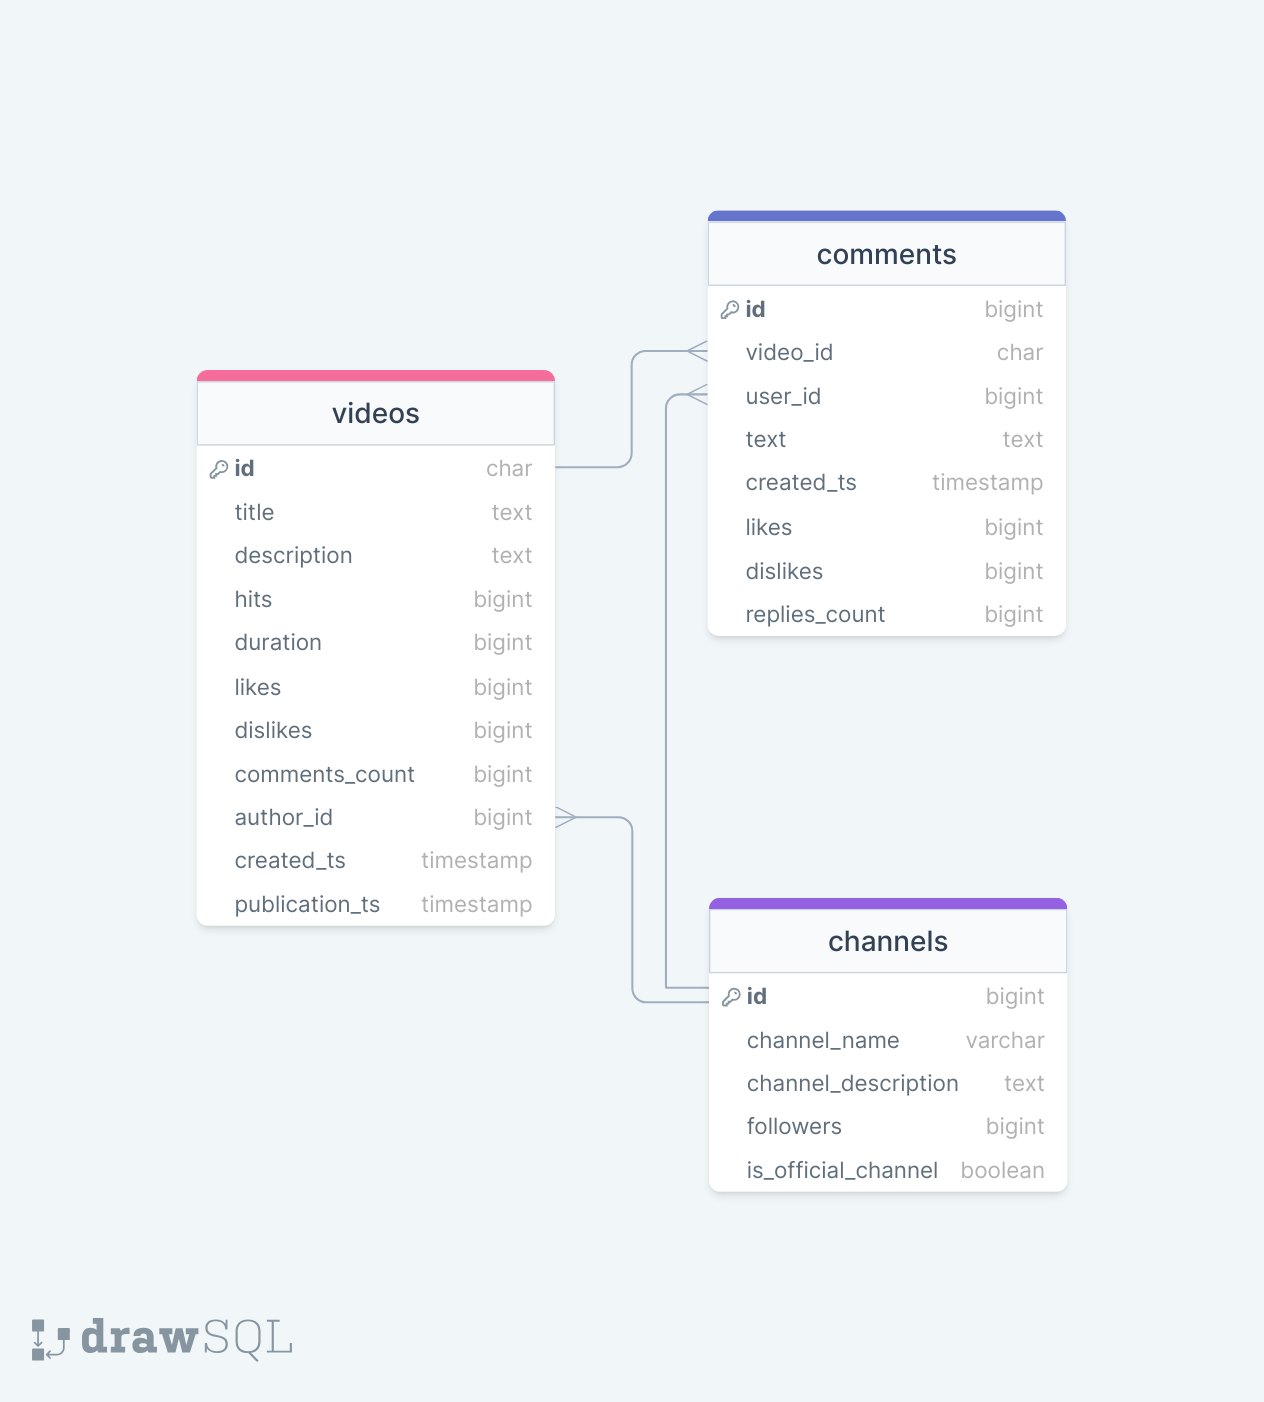 videos
id char
title text
description text
hits bigint
duration bigint
likes bigint
dislikes bigint
comments_count bigint
author_id bigint
created_ts timestamp
publication_ts timestamp
comments
id bigint
video_id char
user_id bigint
text text
created_ts timestamp
likes bigint
dislikes bigint
replies_count bigint
channels
id bigint
channel_name varchar
channel_description text
followers bigint
is_official_channel boolean
drawSQL